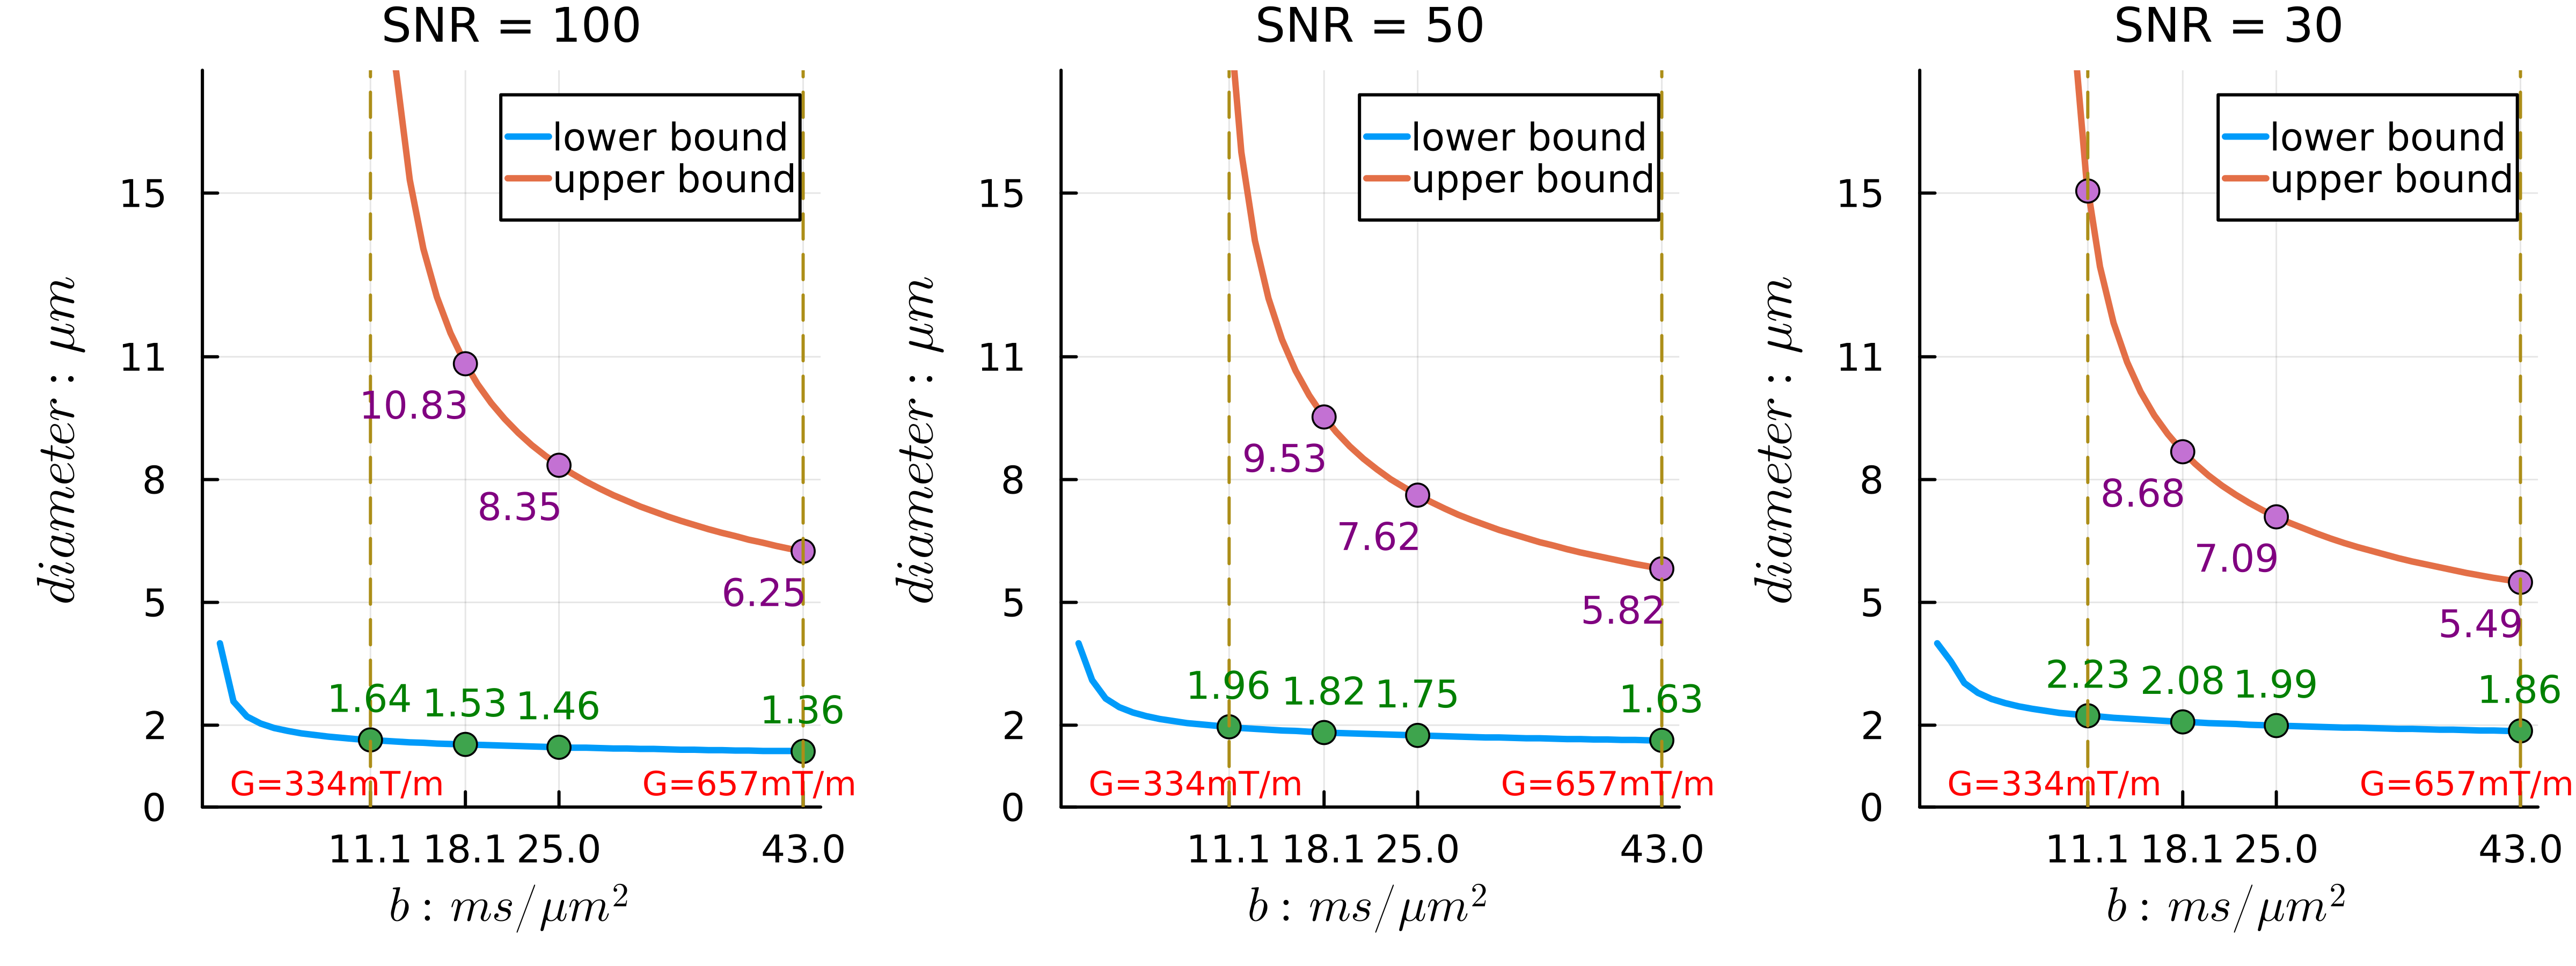 SNR = 100
lower bound
upper bound
15
11
8
5
2
0
diameter : μm
10.83
8.35
6.25
1.64 1.53 1.46 1.36
G=334mT/m G=657mT/m
11.1 18.1 25.0 43.0
b : ms/μm²
SNR = 50
lower bound
upper bound
15
11
8
5
2
0
diameter : μm
9.53
7.62
5.82
1.96 1.82 1.75 1.63
G=334mT/m G=657mT/m
11.1 18.1 25.0 43.0
b : ms/μm²
SNR = 30
lower bound
upper bound
15
11
8
5
2
0
diameter : μm
8.68
7.09
5.49
2.23 2.08 1.99 1.86
G=334mT/m G=657mT/m
11.1 18.1 25.0 43.0
b : ms/μm²